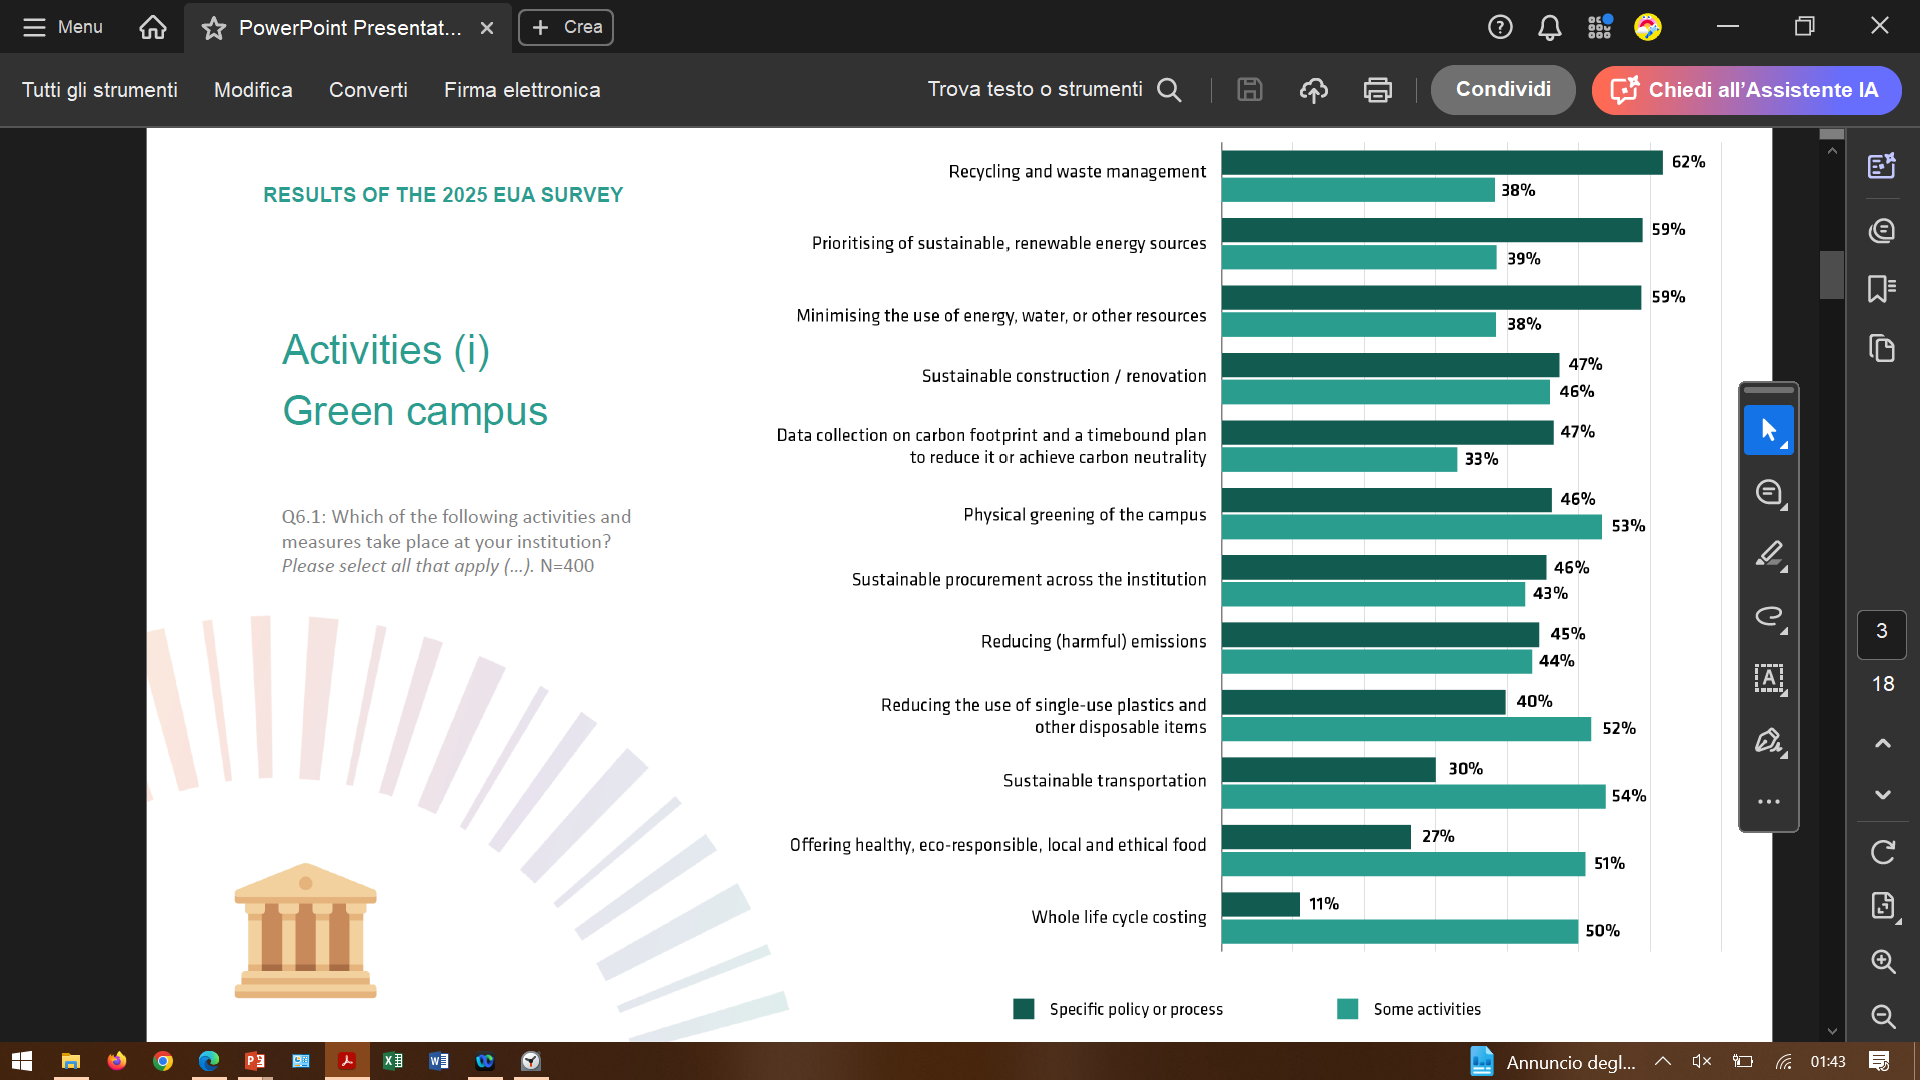 Menu
PowerPoint Presentat...
Crea
Tutti gli strumenti
Modifica
Converti
Firma elettronica
Trova testo o strumenti
Condividi
Chiedi all'Assistente IA
RESULTS OF THE 2025 EUA SURVEY
Activities (i)
Green campus
Q6.1: Which of the following activities and
measures take place at your institution?
Please select all that apply (...). N=400
Recycling and waste management
62%
38%
Prioritising of sustainable, renewable energy sources
59%
39%
Minimising the use of energy, water, or other resources
59%
38%
Sustainable construction / renovation
47%
46%
Data collection on carbon footprint and a timebound plan
to reduce it or achieve carbon neutrality
47%
33%
Physical greening of the campus
46%
53%
Sustainable procurement across the institution
46%
43%
Reducing (harmful) emissions
45%
44%
Reducing the use of single-use plastics and
other disposable items
40%
52%
Sustainable transportation
30%
54%
Offering healthy, eco-responsible, local and ethical food
27%
51%
Whole life cycle costing
11%
50%
Specific policy or process
Some activities
3
18
Annuncio degl...
01:43